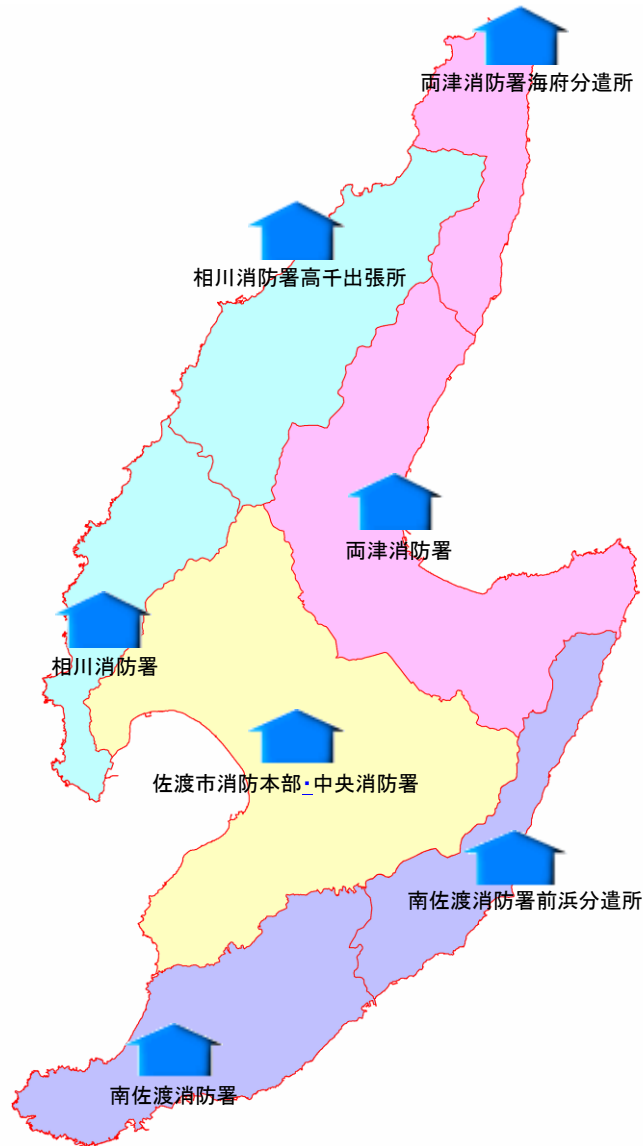 両津消防署海府分遣所
相川消防署高千出張所
両津消防署
相川消防署
佐渡市消防本部・中央消防署
南佐渡消防署前浜分遣所
南佐渡消防署